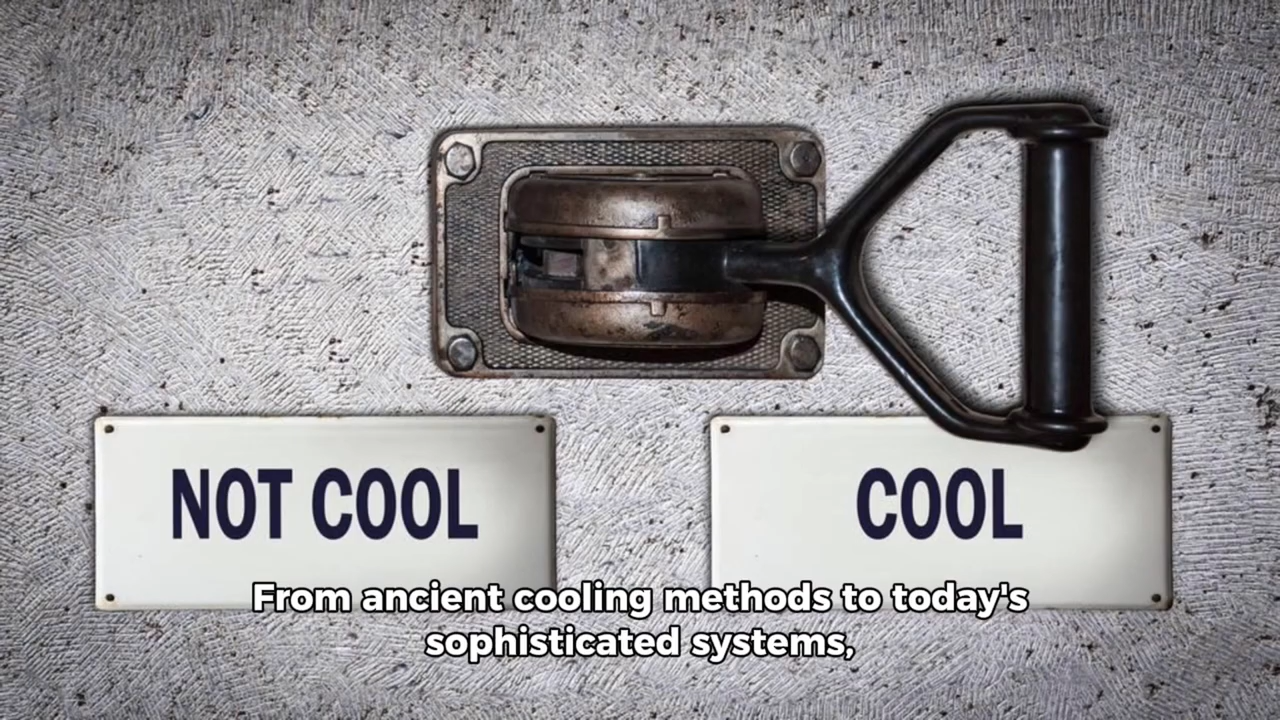 NOT COOL
COOL
From ancient cooling methods to today's
sophisticated systems,